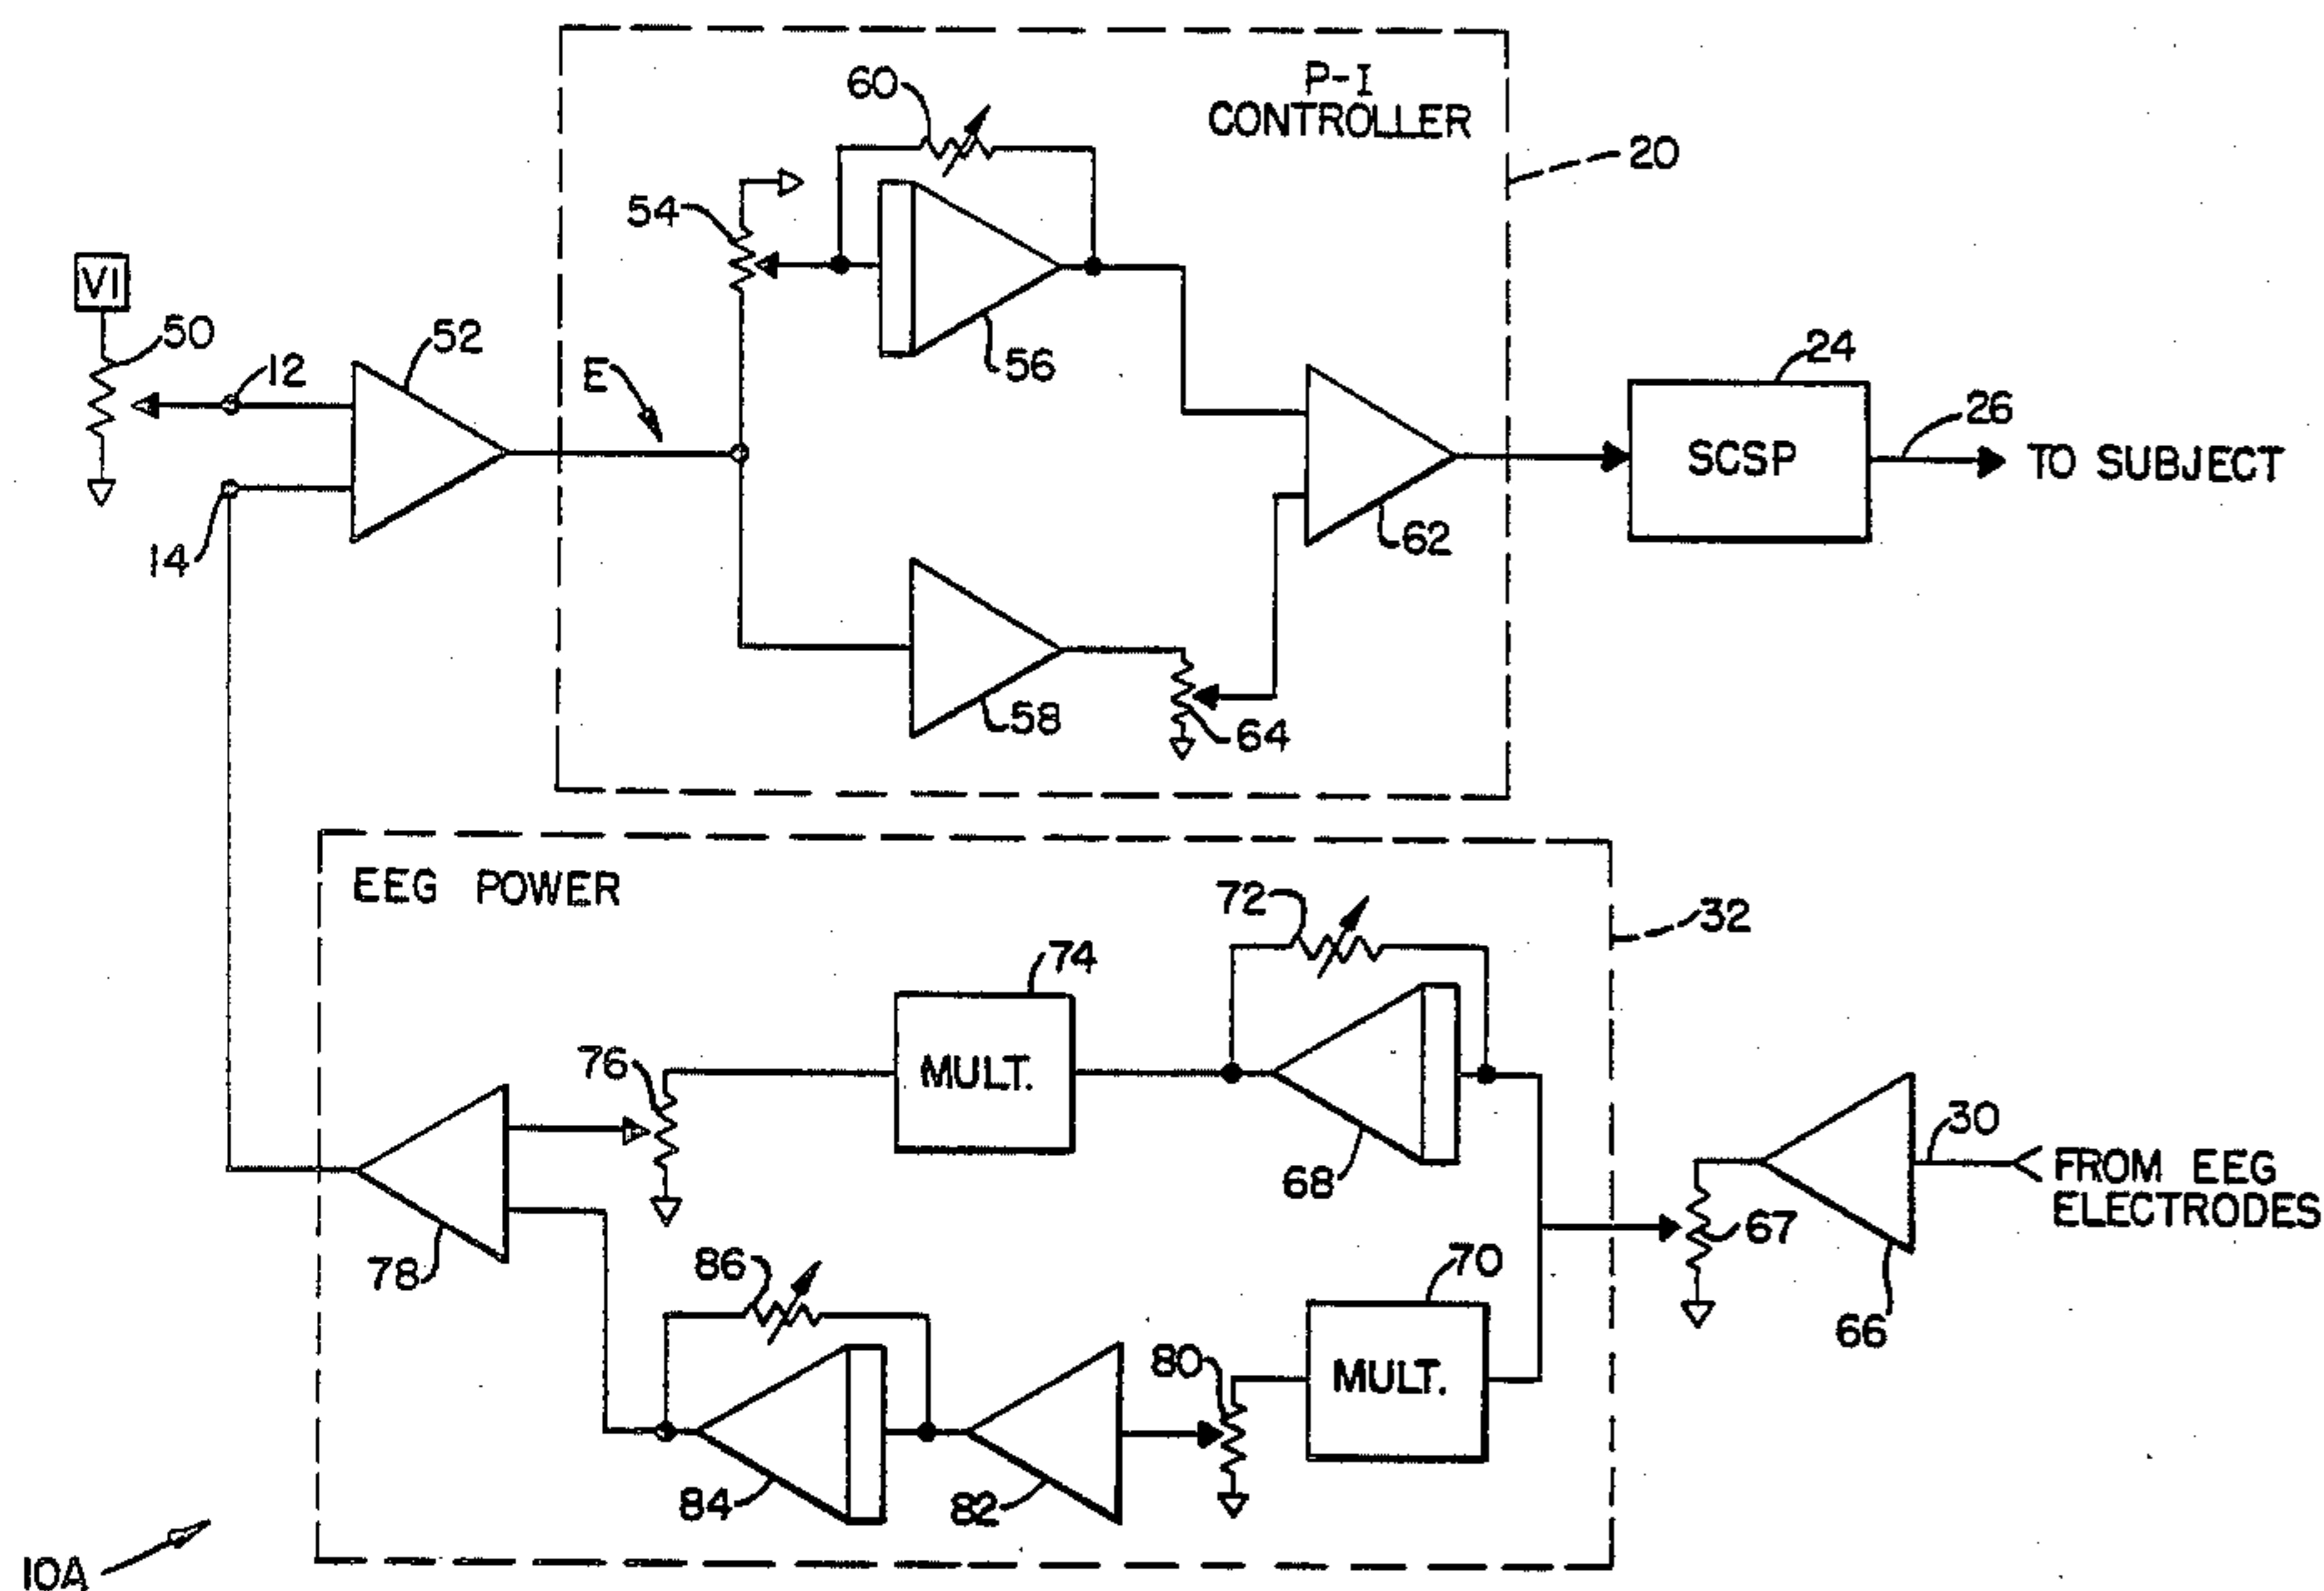 P-I
CONTROLLER
60
20
54
VI
50
12
52
E
56
24
SCSP
26
TO SUBJECT
14
62
58
64
EEG POWER
72
32
74
MULT.
76
68
30
FROM EEG
ELECTRODES
67
78
86
70
66
80
MULT.
84
82
10A